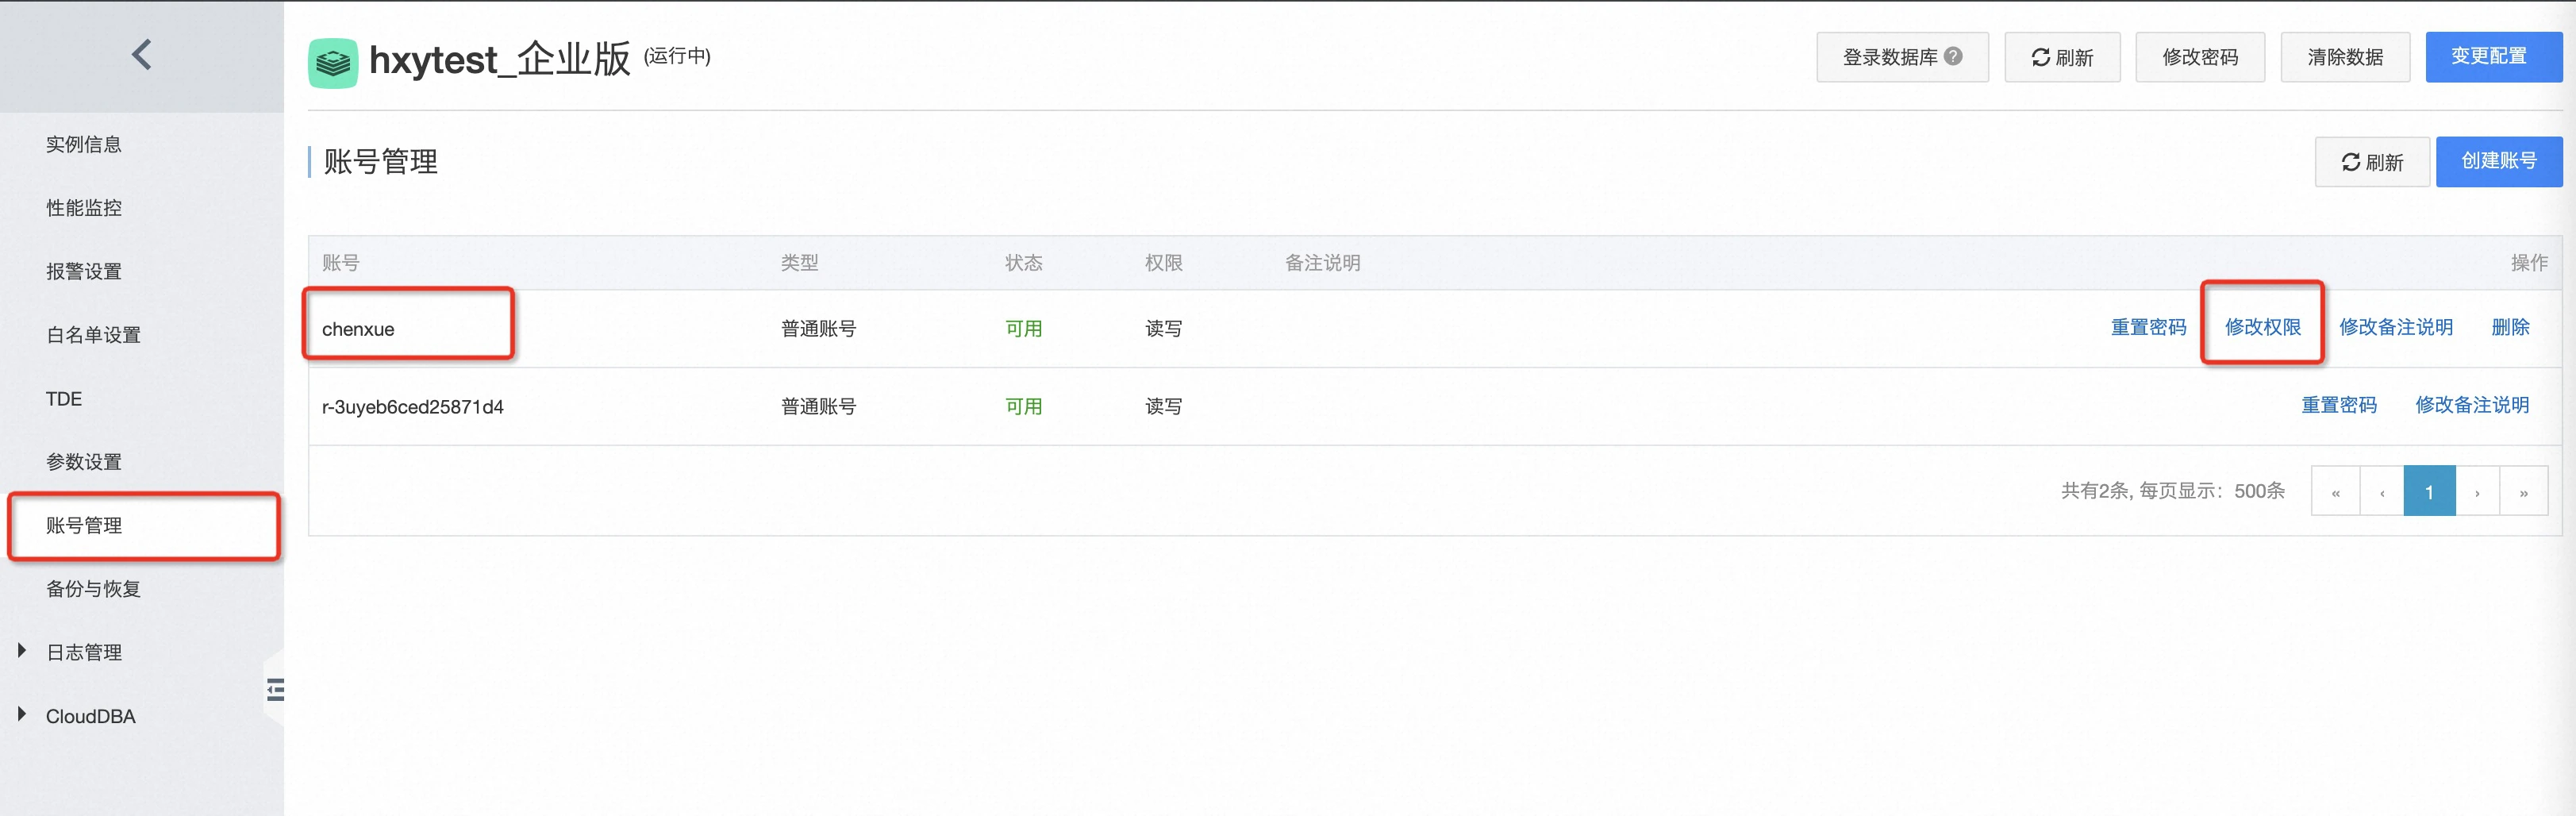 hxytest_企业版 (运行中)
登录数据库 ?
刷新
修改密码
清除数据
变更配置
实例信息
性能监控
报警设置
白名单设置
TDE
参数设置
账号管理
备份与恢复
日志管理
CloudDBA
账号管理
刷新
创建账号
账号 类型 状态 权限 备注说明 操作
chenxue 普通账号 可用 读写 重置密码 修改权限 修改备注说明 删除
r-3uyeb6ced25871d4 普通账号 可用 读写 重置密码 修改备注说明
共有2条, 每页显示：500条 « ‹ 1 › »